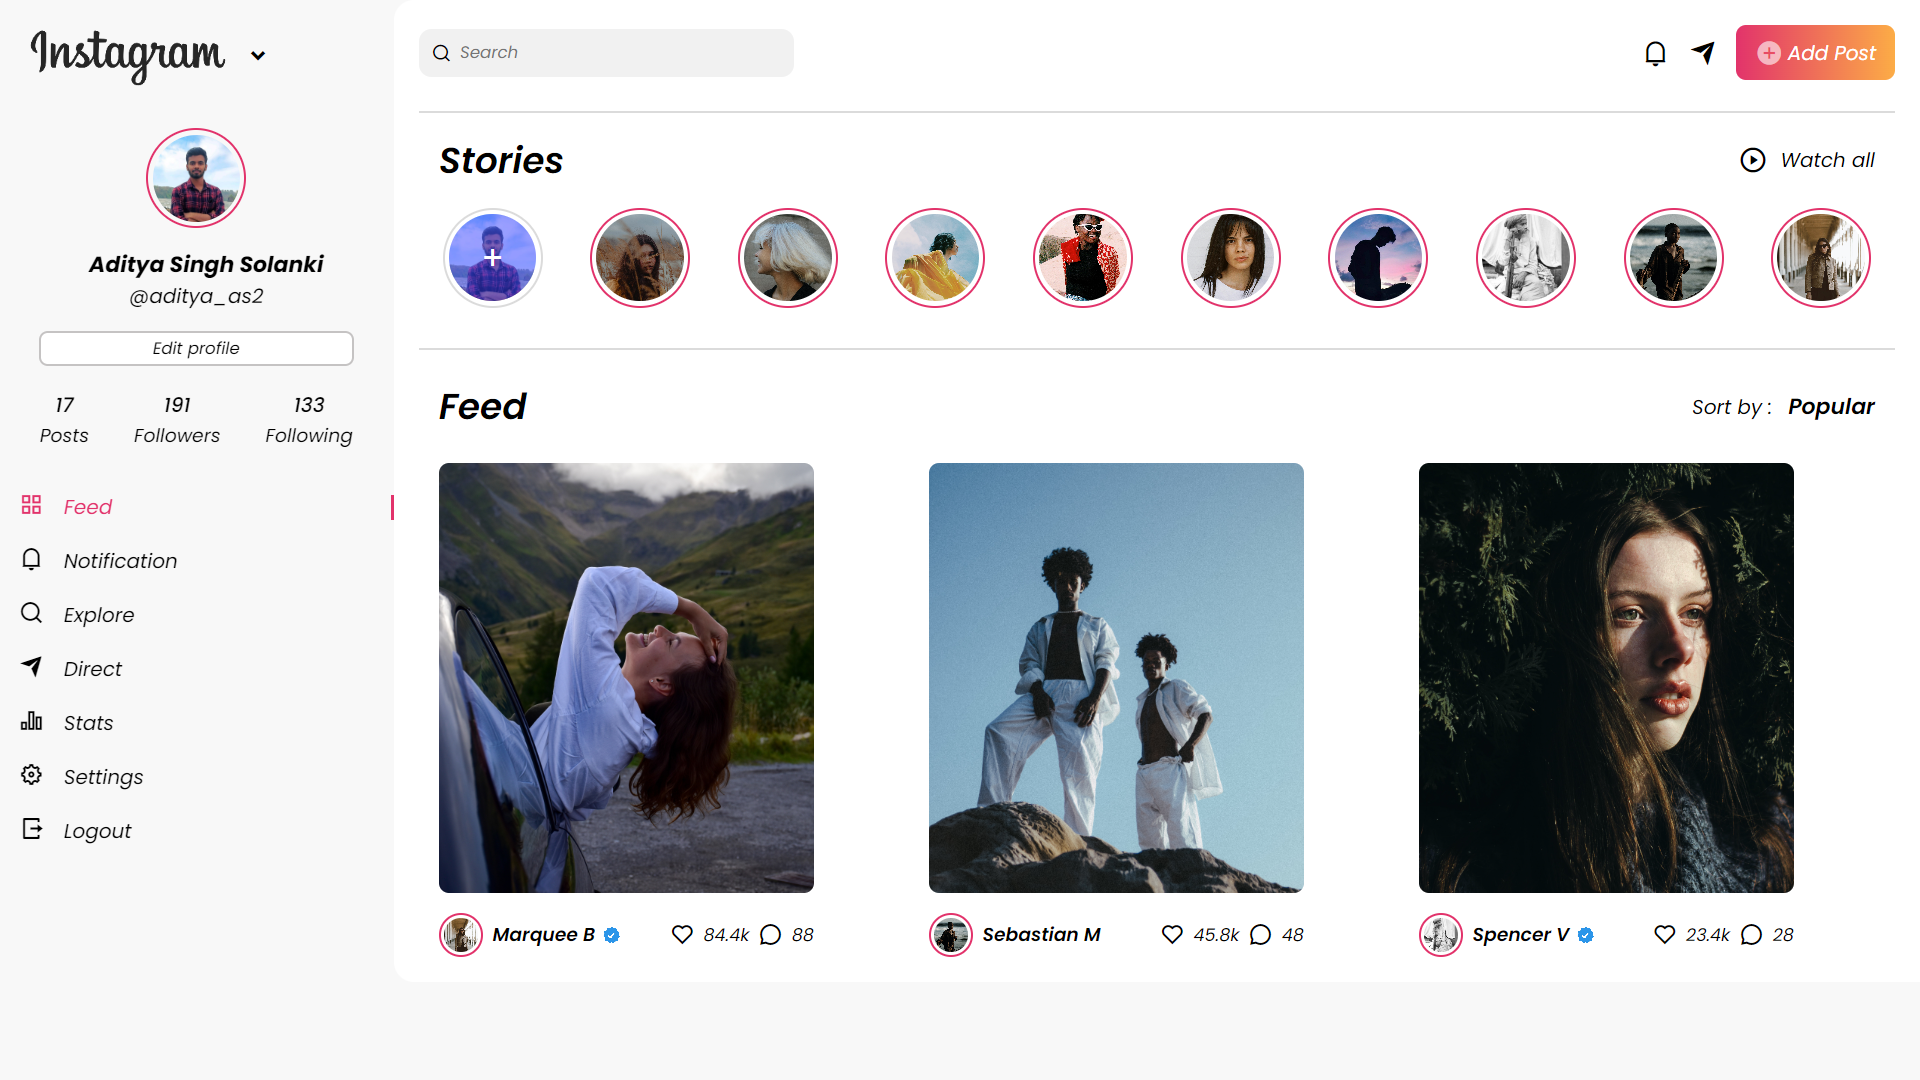 Instagram
Search
Add Post
Aditya Singh Solanki
@aditya_as2
Edit profile
17 191 133
Posts Followers Following
Feed
Notification
Explore
Direct
Stats
Settings
Logout
Stories
Watch all
Feed
Sort by : Popular
Marquee B 84.4k 88
Sebastian M 45.8k 48
Spencer V 23.4k 28